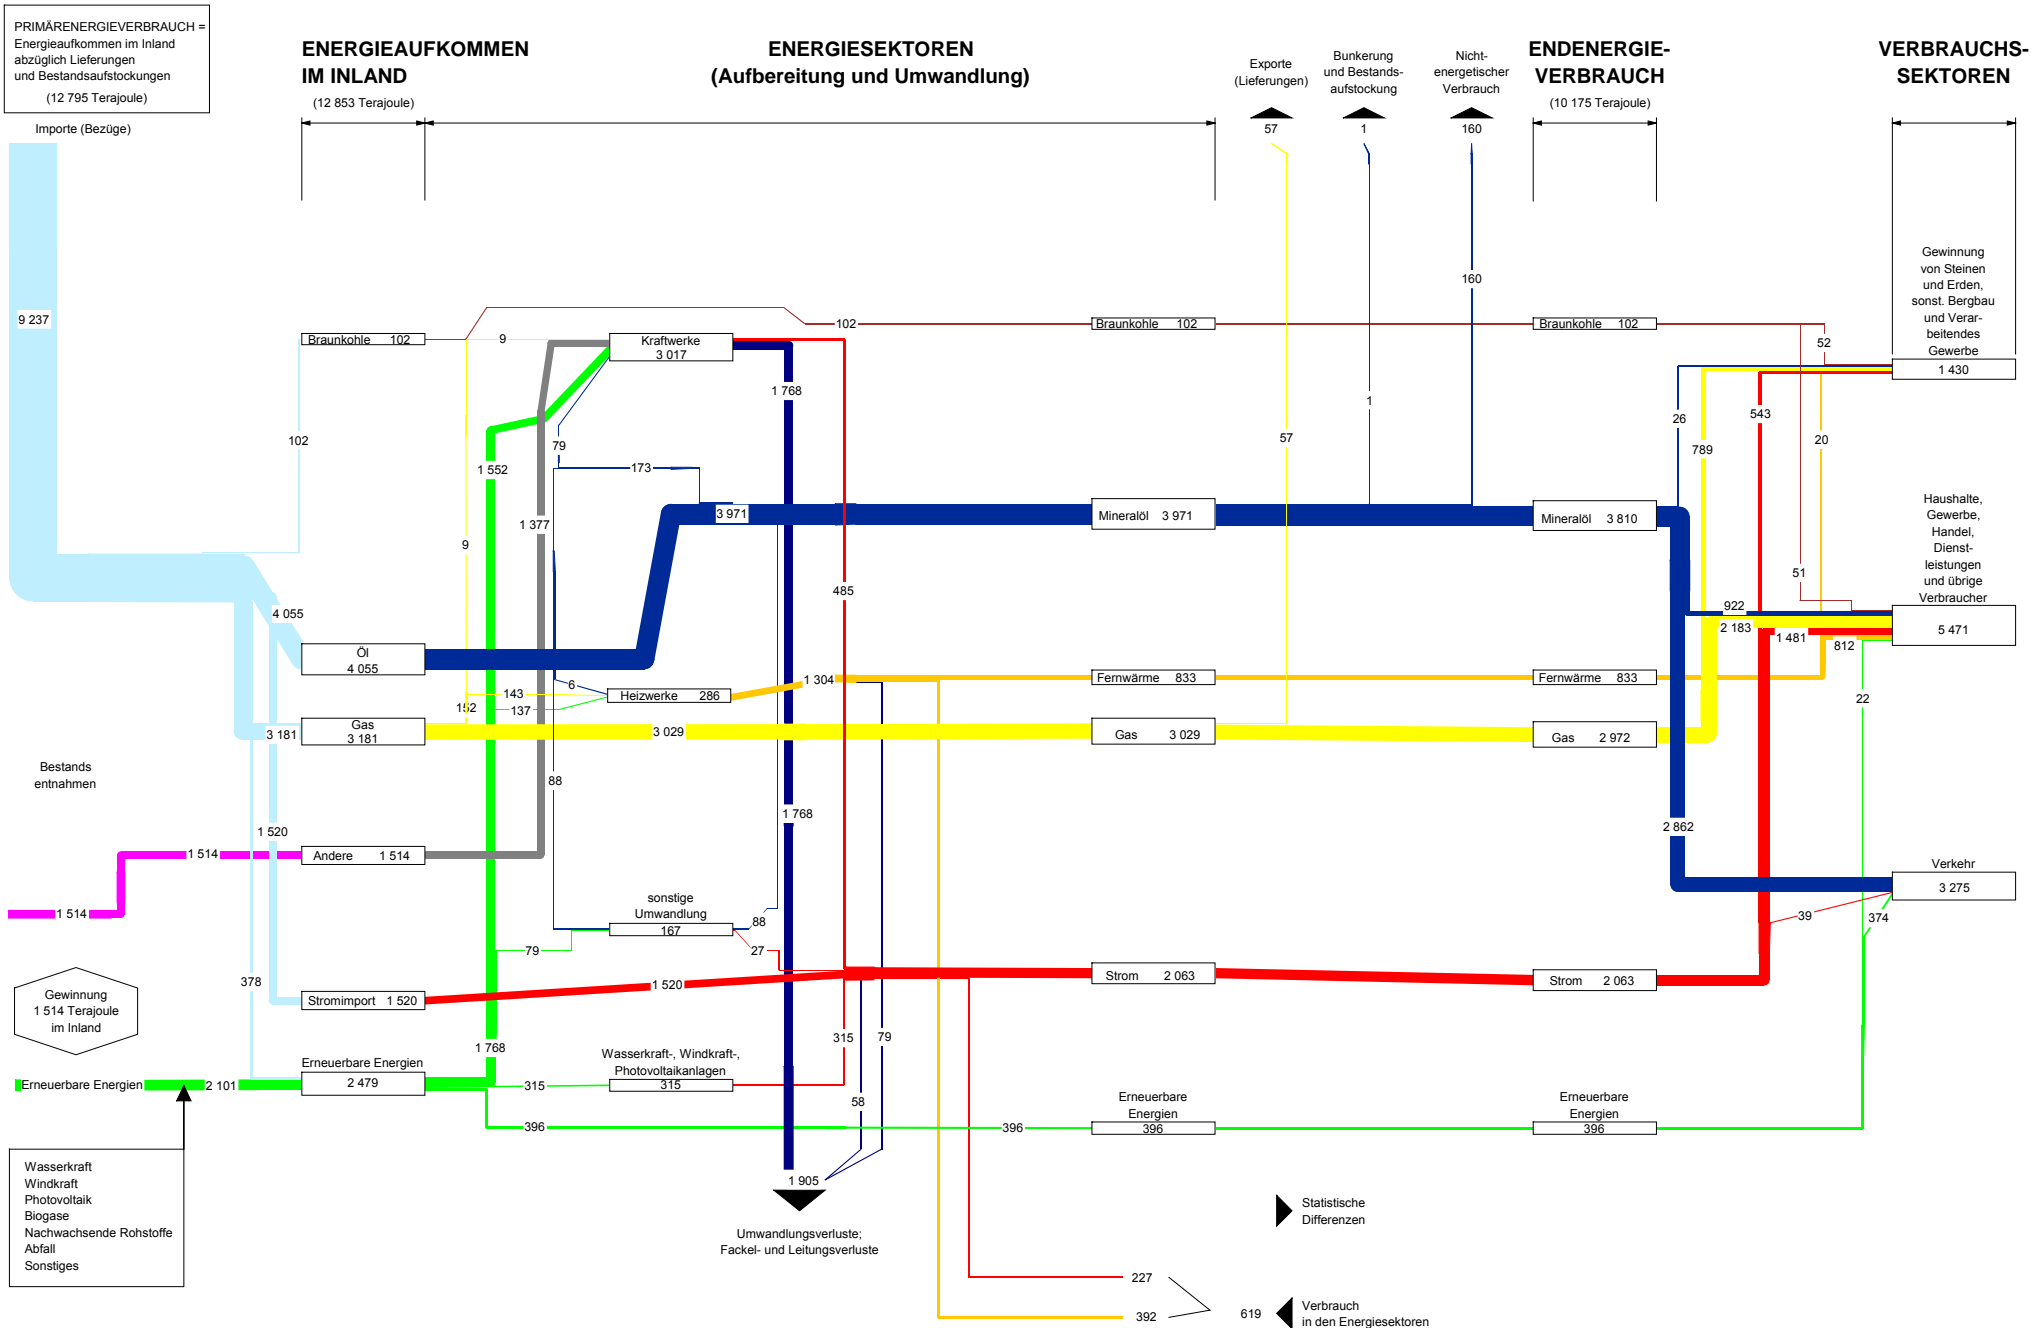 PRIMÄRENERGIEVERBRAUCH =
Energieaufkommen im Inland
abzüglich Lieferungen
und Bestandsaufstockungen
(12 795 Terajoule)
Importe (Bezüge)
ENERGIEAUFKOMMEN
IM INLAND
(12 853 Terajoule)
ENERGIESEKTOREN
(Aufbereitung und Umwandlung)
Exporte
(Lieferungen)
57
Bunkerung
und Bestands-
aufstockung
1
Nicht-
energetischer
Verbrauch
160
ENDENERGIE-
VERBRAUCH
(10 175 Terajoule)
VERBRAUCHS-
SEKTOREN
9 237
102
4 055
3 181
1 520
378
Bestands
entnahmen
1 514
1 514
Gewinnung
1 514 Terajoule
im Inland
Erneuerbare Energien
2 101
Wasserkraft
Windkraft
Photovoltaik
Biogase
Nachwachsende Rohstoffe
Abfall
Sonstiges
Braunkohle 102
Öl
4 055
Gas
3 181
Andere 1 514
Stromimport 1 520
Erneuerbare Energien
2 479
9
9
152
143
137
1 552
1 377
79
173
6
88
79
1 768
315
396
Kraftwerke
3 017
3 971
Heizwerke 286
3 029
sonstige
Umwandlung
167
1 520
Wasserkraft-, Windkraft-,
Photovoltaikanlagen
315
1 768
1 768
102
485
1 304
88
27
315
79
58
396
1 905
Umwandlungsverluste;
Fackel- und Leitungsverluste
Braunkohle 102
Mineralöl 3 971
Fernwärme 833
Gas 3 029
Strom 2 063
Erneuerbare
Energien
396
57
1
160
Statistische
Differenzen
227
392
619
Verbrauch
in den Energiesektoren
Braunkohle 102
Mineralöl 3 810
Fernwärme 833
Gas 2 972
Strom 2 063
Erneuerbare
Energien
396
52
26
789
543
20
51
922
2 183
1 481
812
22
2 862
39
374
Gewinnung
von Steinen
und Erden,
sonst. Bergbau
und Verar-
beitendes
Gewerbe
1 430
Haushalte,
Gewerbe,
Handel,
Dienst-
leistungen
und übrige
Verbraucher
5 471
Verkehr
3 275